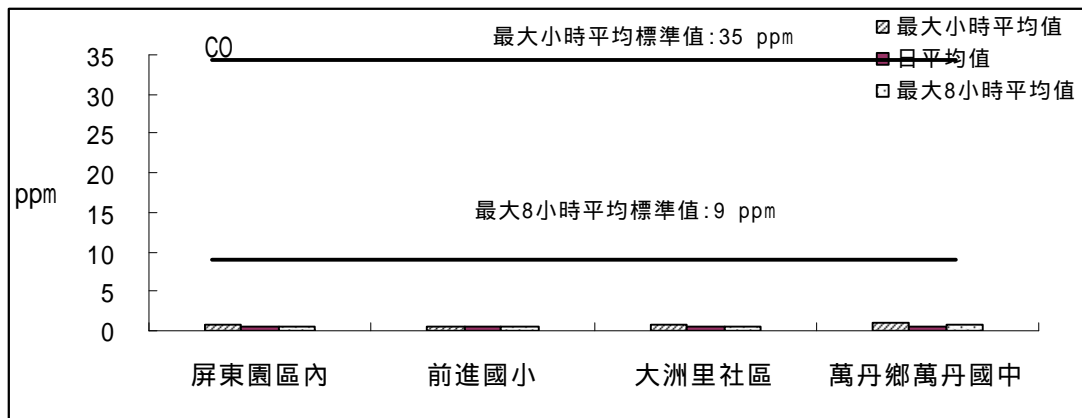 CO
最大小時平均標準值:35 ppm
最大小時平均值
日平均值
最大8小時平均值
35
30
25
20
15
10
5
0
ppm
最大8小時平均標準值:9 ppm
屏東園區內
前進國小
大洲里社區
萬丹鄉萬丹國中